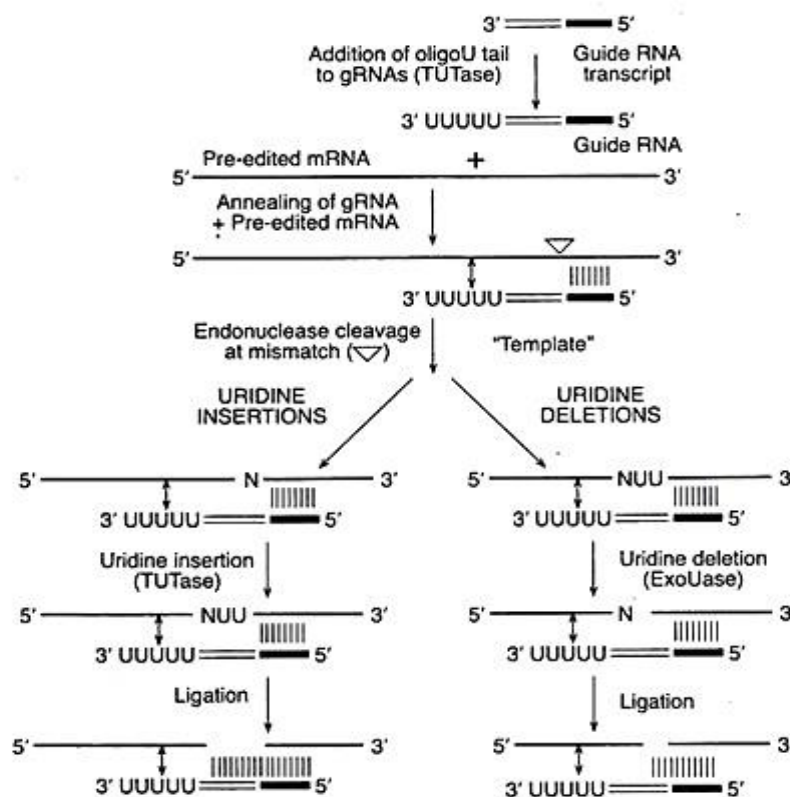 3′ 5′
Addition of oligoU tail
to gRNAs (TUTase)
Guide RNA
transcript
3′ UUUUU 5′
Guide RNA
Pre-edited mRNA
+
5′ 3′
Annealing of gRNA
+ Pre-edited mRNA
5′ 3′
3′ UUUUU 5′
Endonuclease cleavage
at mismatch (▽)
"Template"
URIDINE
INSERTIONS
URIDINE
DELETIONS
5′ N 3′
3′ UUUUU 5′
5′ NUU 3′
3′ UUUUU 5′
Uridine insertion
(TUTase)
Uridine deletion
(ExoUase)
5′ NUU 3′
3′ UUUUU 5′
5′ N 3
3′ UUUUU 5′
Ligation
Ligation
5′ 3′
3′ UUUUU 5′
5′ 3
3′ UUUUU 5′